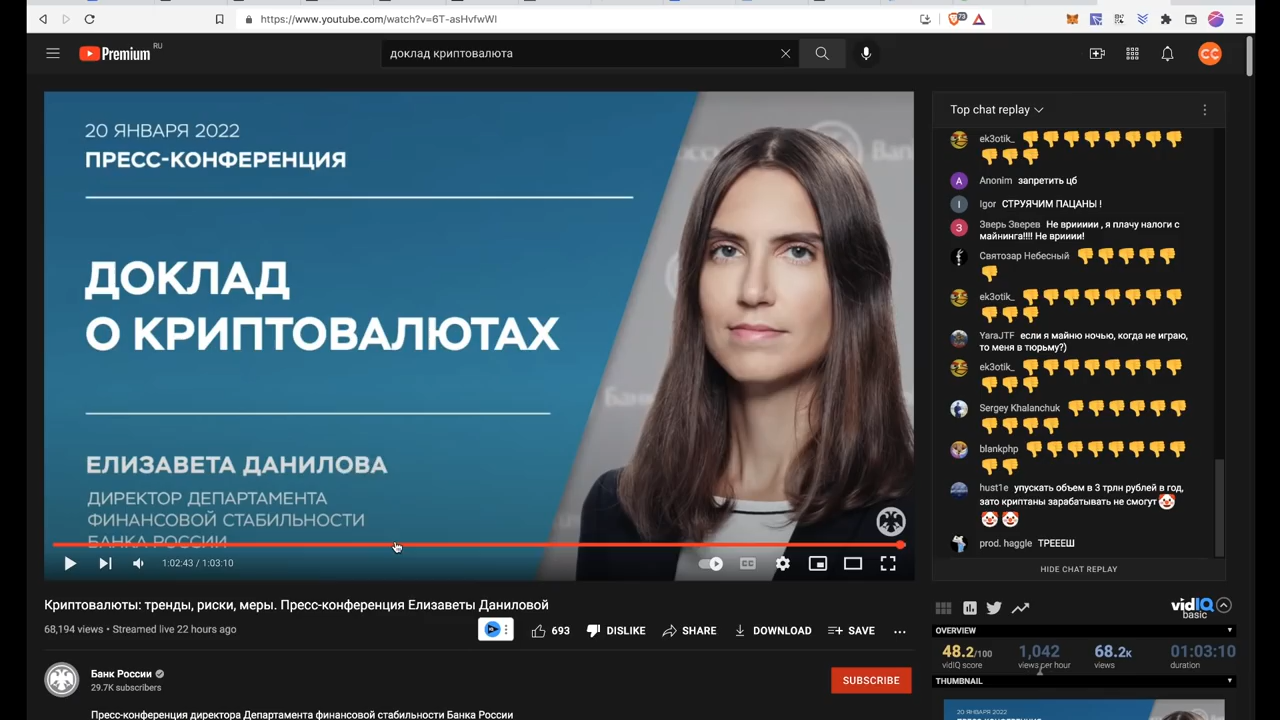 https://www.youtube.com/watch?v=6T-asHvfwWI
73
Premium RU
доклад криптовалюта
20 ЯНВАРЯ 2022
ПРЕСС-КОНФЕРЕНЦИЯ
ДОКЛАД
О КРИПТОВАЛЮТАХ
ЕЛИЗАВЕТА ДАНИЛОВА
ДИРЕКТОР ДЕПАРТАМЕНТА
ФИНАНСОВОЙ СТАБИЛЬНОСТИ
БАНКА РОССИИ
1:02:43 / 1:03:10
Криптовалюты: тренды, риски, меры. Пресс-конференция Елизаветы Даниловой
68,194 views • Streamed live 22 hours ago
693
DISLIKE
SHARE
DOWNLOAD
SAVE
Банк России
29.7K subscribers
SUBSCRIBE
Пресс-конференция директора Департамента финансовой стабильности Банка России
Top chat replay
ek3otik_
Anonim запретить цб
Igor СТРУЯЧИМ ПАЦАНЫ !
Зверь Зверев Не вриииии , я плачу налоги с
майнинга!!!! Не врииии!
Святозар Небесный
ek3otik_
YaraJTF если я майню ночью, когда не играю,
то меня в тюрьму?)
ek3otik_
Sergey Khalanchuk
blankphp
hust1e упускать объем в 3 трлн рублей в год,
зато криптаны зарабатывать не смогут
prod. haggle ТРЕЕЕШ
HIDE CHAT REPLAY
vidIQ
basic
OVERVIEW
48.2/100 1,042 68.2K 01:03:10
vidIQ score views per hour views duration
THUMBNAIL
20 ЯНВАРЯ 2022